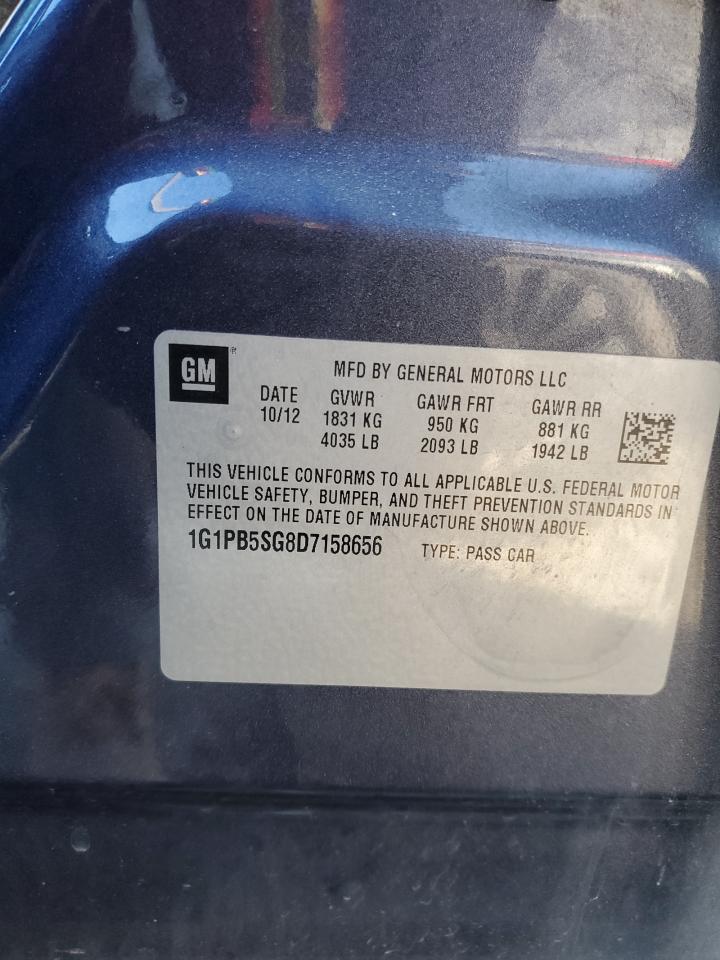 GM ®
MFD BY GENERAL MOTORS LLC
DATE GVWR GAWR FRT GAWR RR
10/12 1831 KG 950 KG 881 KG
4035 LB 2093 LB 1942 LB
THIS VEHICLE CONFORMS TO ALL APPLICABLE U.S. FEDERAL MOTOR
VEHICLE SAFETY, BUMPER, AND THEFT PREVENTION STANDARDS IN
EFFECT ON THE DATE OF MANUFACTURE SHOWN ABOVE.
1G1PB5SG8D7158656 TYPE: PASS CAR